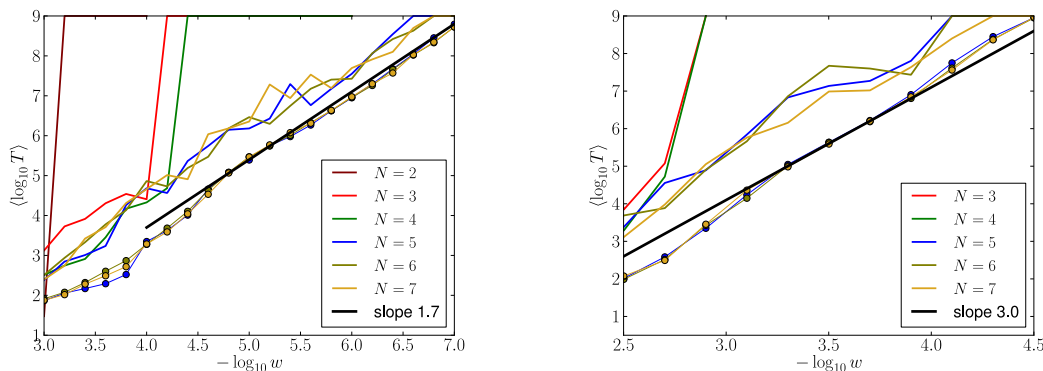 ⟨log₁₀ T⟩
9
8
7
6
5
4
3
2
1
3.0 3.5 4.0 4.5 5.0 5.5 6.0 6.5 7.0
− log₁₀ w
N = 2
N = 3
N = 4
N = 5
N = 6
N = 7
slope 1.7
⟨log₁₀ T⟩
9
8
7
6
5
4
3
2
1
2.5 3.0 3.5 4.0 4.5
− log₁₀ w
N = 3
N = 4
N = 5
N = 6
N = 7
slope 3.0